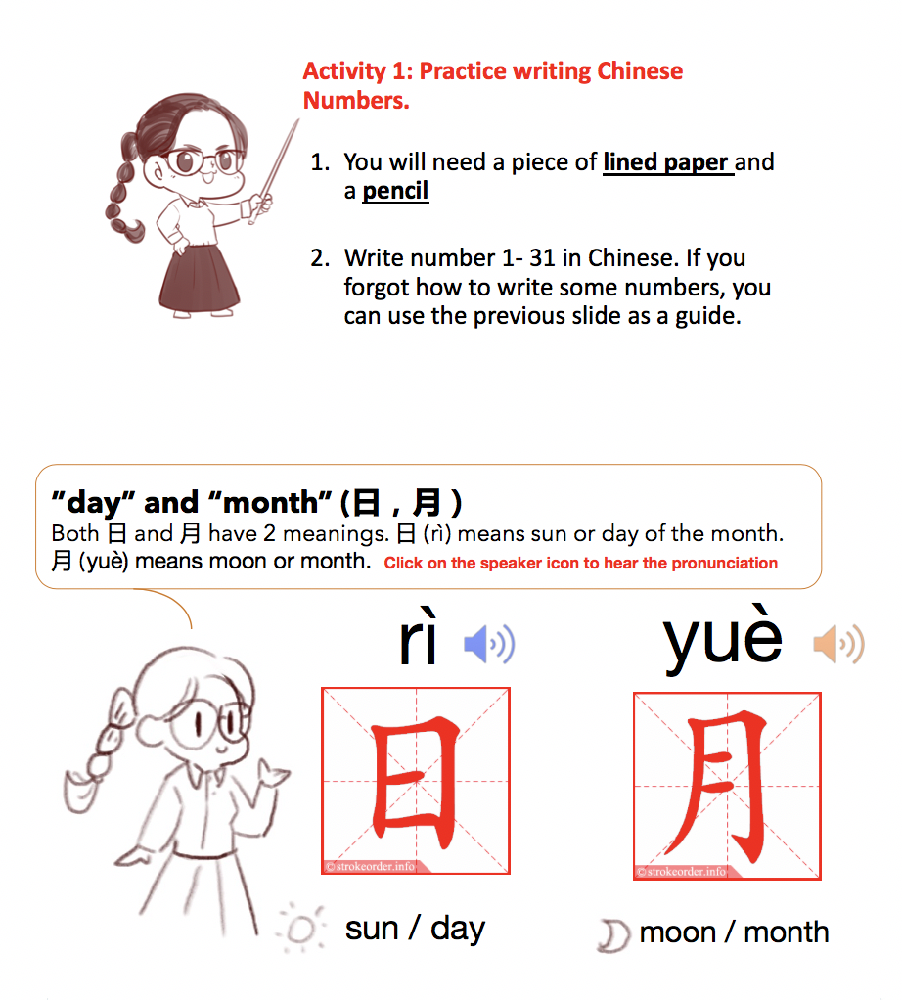 Activity 1: Practice writing Chinese
Numbers.
1. You will need a piece of lined paper and
a pencil
2. Write number 1- 31 in Chinese. If you
forgot how to write some numbers, you
can use the previous slide as a guide.
”day” and “month” (日 , 月 )
Both 日 and 月 have 2 meanings. 日 (rì) means sun or day of the month.
月 (yuè) means moon or month. Click on the speaker icon to hear the pronunciation
rì
yuè
日
月
©strokeorder.info
©strokeorder.info
sun / day
moon / month